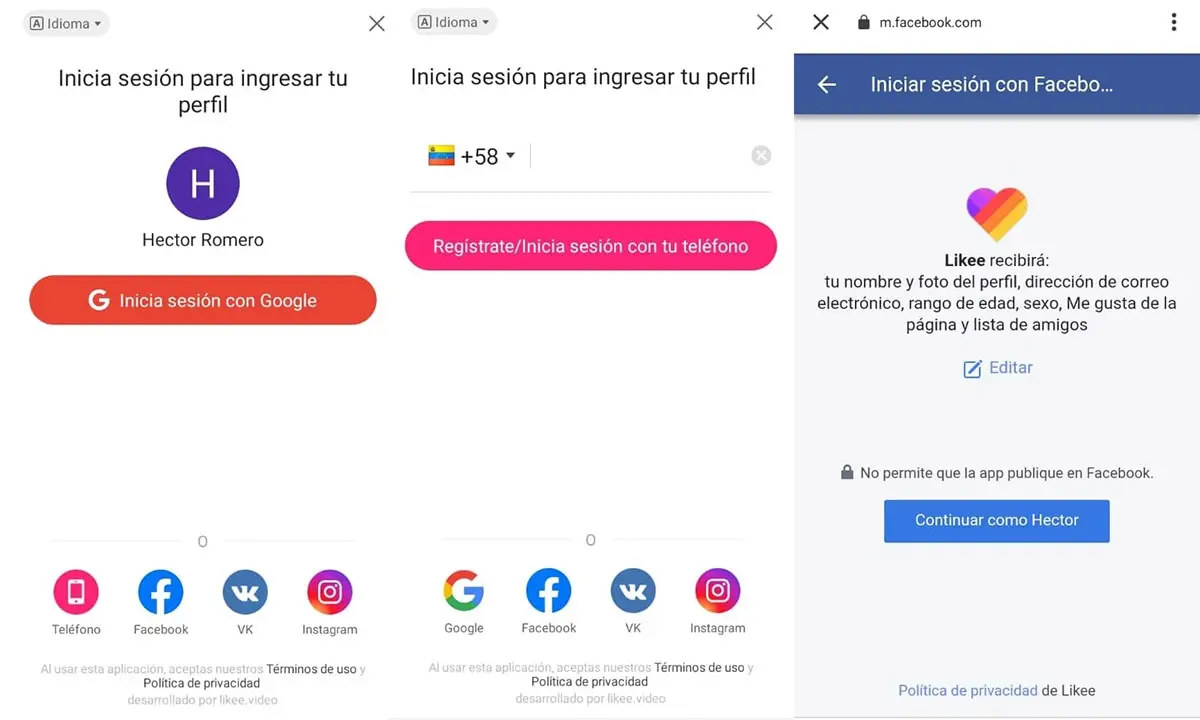 Idioma
Inicia sesión para ingresar tu
perfil
H
Hector Romero
G Inicia sesión con Google
O
Teléfono Facebook VK Instagram
Al usar esta aplicación, aceptas nuestros Términos de uso y
Política de privacidad
desarrollado por likee.video
Idioma
Inicia sesión para ingresar tu perfil
+58
Regístrate/Inicia sesión con tu teléfono
O
Google Facebook VK Instagram
Al usar esta aplicación, aceptas nuestros Términos de uso y
Política de privacidad
desarrollado por likee.video
m.facebook.com
Iniciar sesión con Facebo...
Likee recibirá:
tu nombre y foto del perfil, dirección de correo
electrónico, rango de edad, sexo, Me gusta de la
página y lista de amigos
Editar
No permite que la app publique en Facebook.
Continuar como Hector
Política de privacidad de Likee